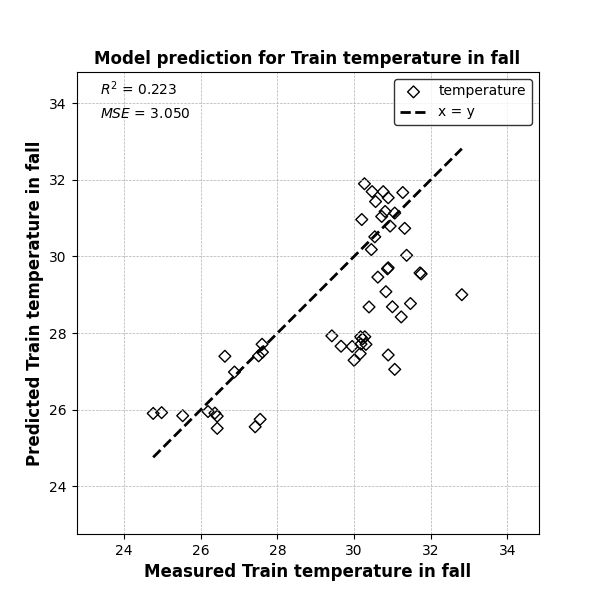 Model prediction for Train temperature in fall
R² = 0.223
MSE = 3.050
temperature
x = y
Predicted Train temperature in fall
34
32
30
28
26
24
24 26 28 30 32 34
Measured Train temperature in fall